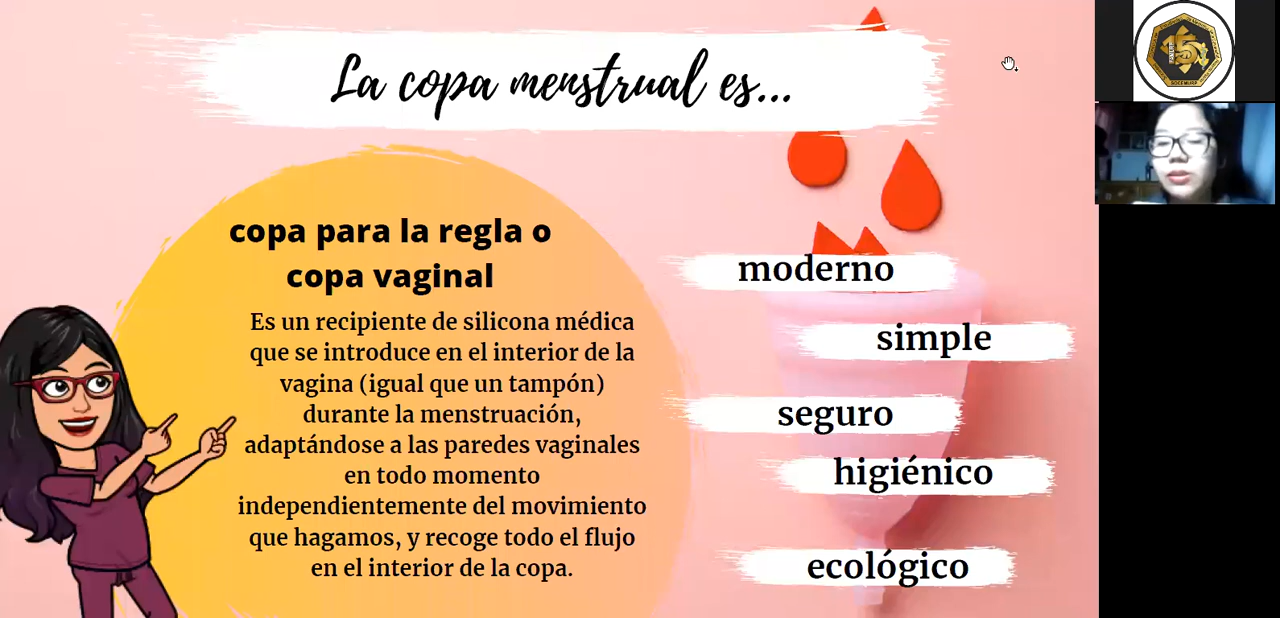 La copa menstrual es...
copa para la regla o
copa vaginal
Es un recipiente de silicona médica
que se introduce en el interior de la
vagina (igual que un tampón)
durante la menstruación,
adaptándose a las paredes vaginales
en todo momento
independientemente del movimiento
que hagamos, y recoge todo el flujo
en el interior de la copa.
moderno
simple
seguro
higiénico
ecológico
15
SOCEMURP